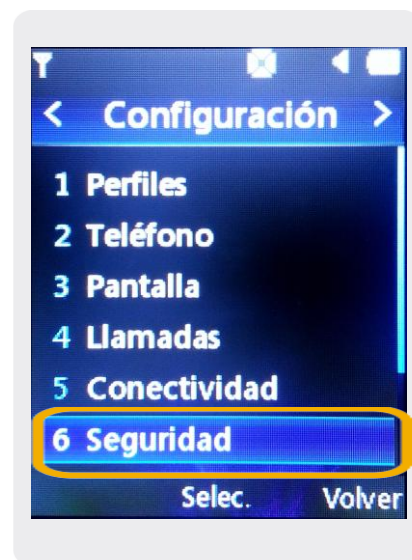 < Configuración >
1 Perfiles
2 Teléfono
3 Pantalla
4 Llamadas
5 Conectividad
6 Seguridad
Selec. Volver